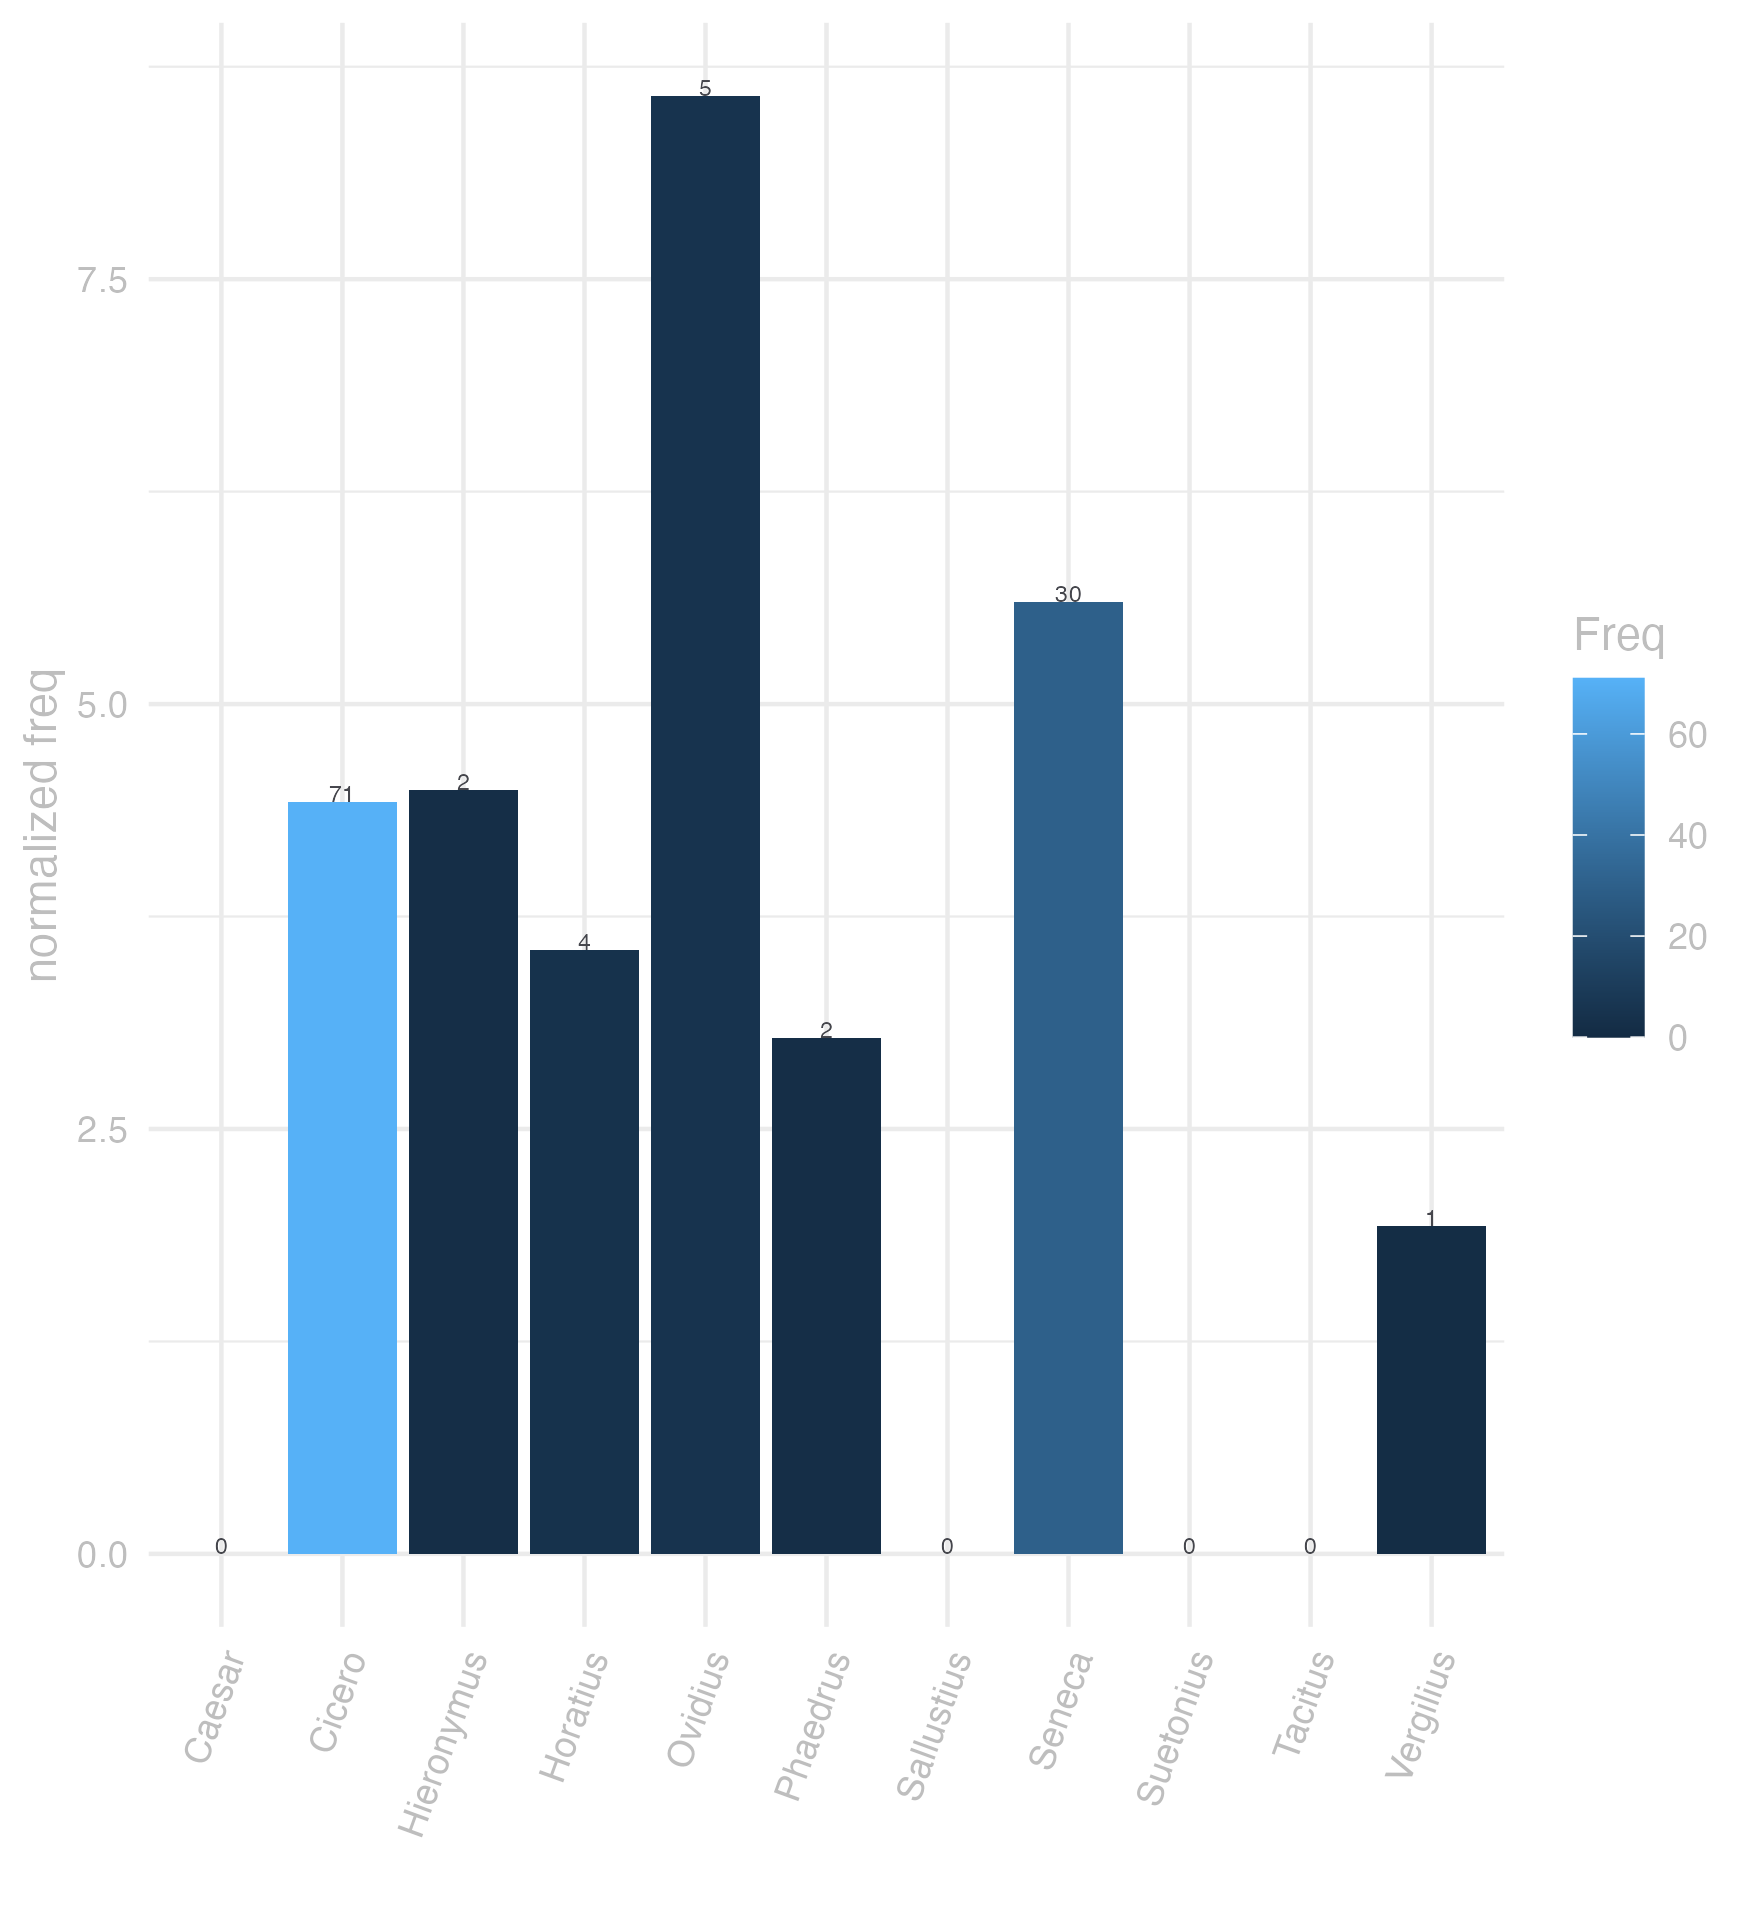 normalized freq
7.5
5.0
2.5
0.0
0
71
2
4
5
2
0
30
0
0
1
Caesar
Cicero
Hieronymus
Horatius
Ovidius
Phaedrus
Sallustius
Seneca
Suetonius
Tacitus
Vergilius
Freq
60
40
20
0